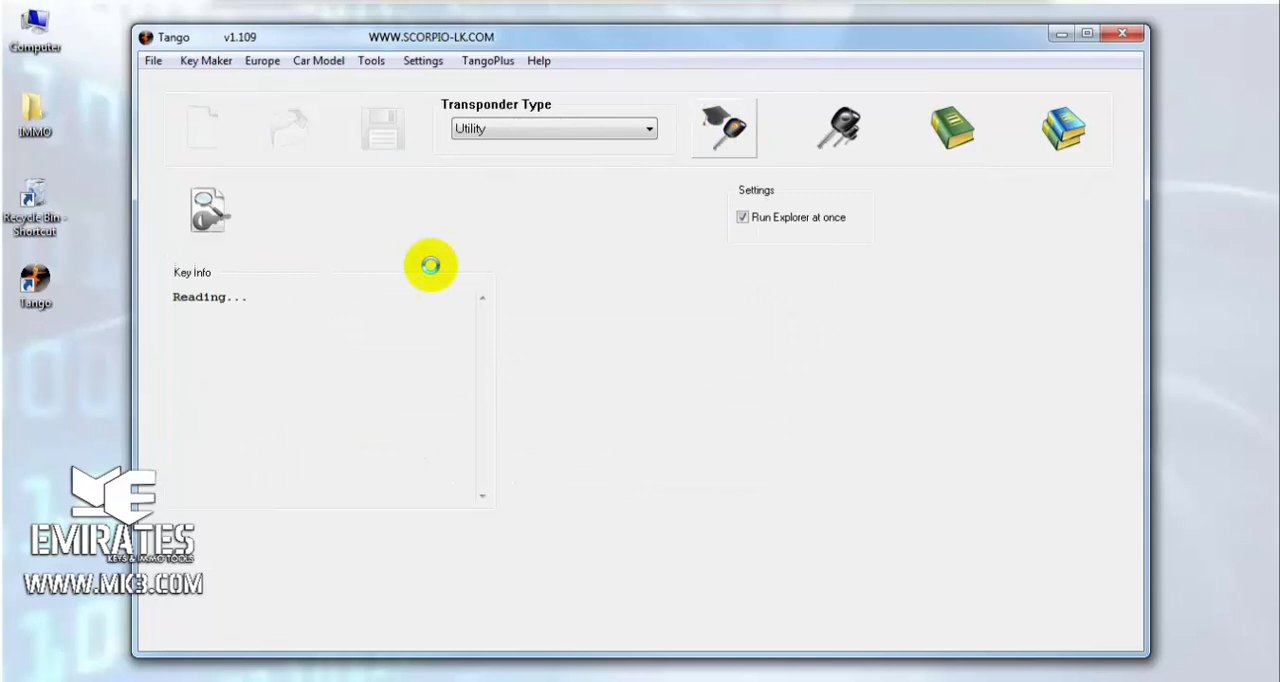 Computer
IMMO
Recycle Bin -
Shortcut
Tango
Tango v1.109 WWW.SCORPIO-LK.COM
File Key Maker Europe Car Model Tools Settings TangoPlus Help
Transponder Type
Utility
Settings
Run Explorer at once
Key Info
Reading...
EMIRATES
KEYS & IMMO TOOLS
WWW.MK3.COM